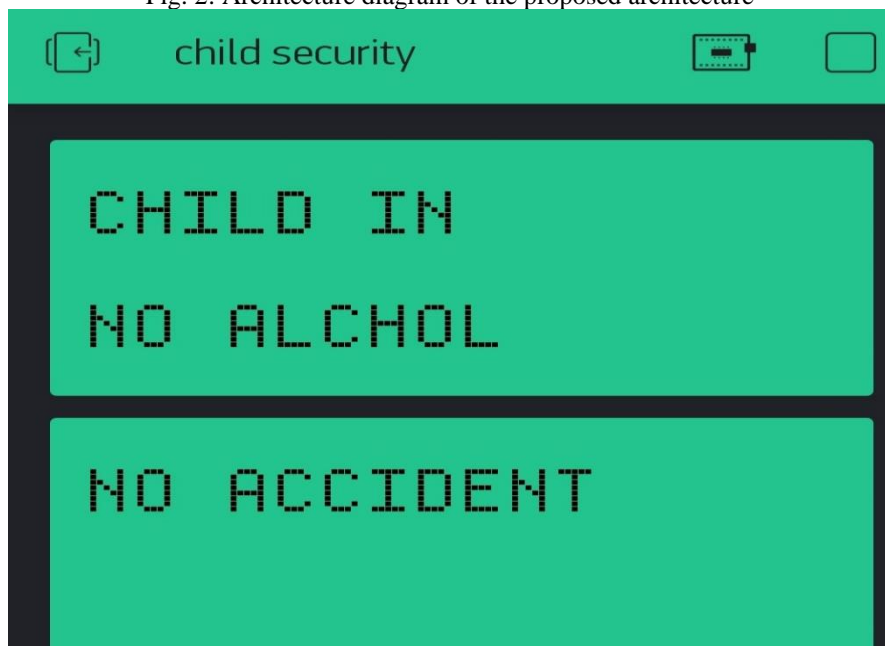 Fig. 2: Architecture diagram of the proposed architecture
child security
CHILD IN
NO ALCHOL
NO ACCIDENT